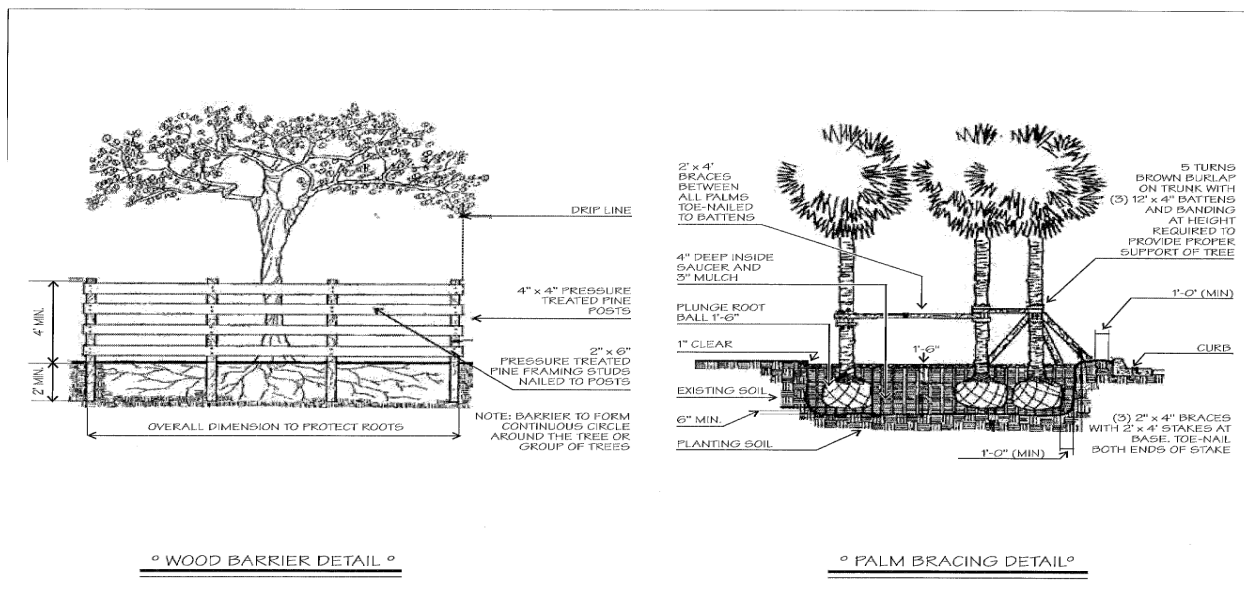 DRIP LINE
4" x 4" PRESSURE
TREATED PINE
POSTS
2" x 6"
PRESSURE TREATED
PINE FRAMING STUDS
NAILED TO POSTS
4' MIN.
2' MIN.
OVERALL DIMENSION TO PROTECT ROOTS
NOTE: BARRIER TO FORM
CONTINUOUS CIRCLE
AROUND THE TREE OR
GROUP OF TREES
° WOOD BARRIER DETAIL °
2' x 4'
BRACES
BETWEEN
ALL PALMS
TOE-NAILED
TO BATTENS
4" DEEP INSIDE
SAUCER AND
3" MULCH
PLUNGE ROOT
BALL 1'-6"
1" CLEAR
1'-6"
EXISTING SOIL
6" MIN.
PLANTING SOIL
5 TURNS
BROWN BURLAP
ON TRUNK WITH
(3) 12' x 4" BATTENS
AND BANDING
AT HEIGHT
REQUIRED TO
PROVIDE PROPER
SUPPORT OF TREE
1'-0' (MIN)
CURB
(3) 2" x 4" BRACES
WITH 2' x 4' STAKES AT
BASE. TOE-NAIL
BOTH ENDS OF STAKE
1'-0" (MIN)
° PALM BRACING DETAIL°